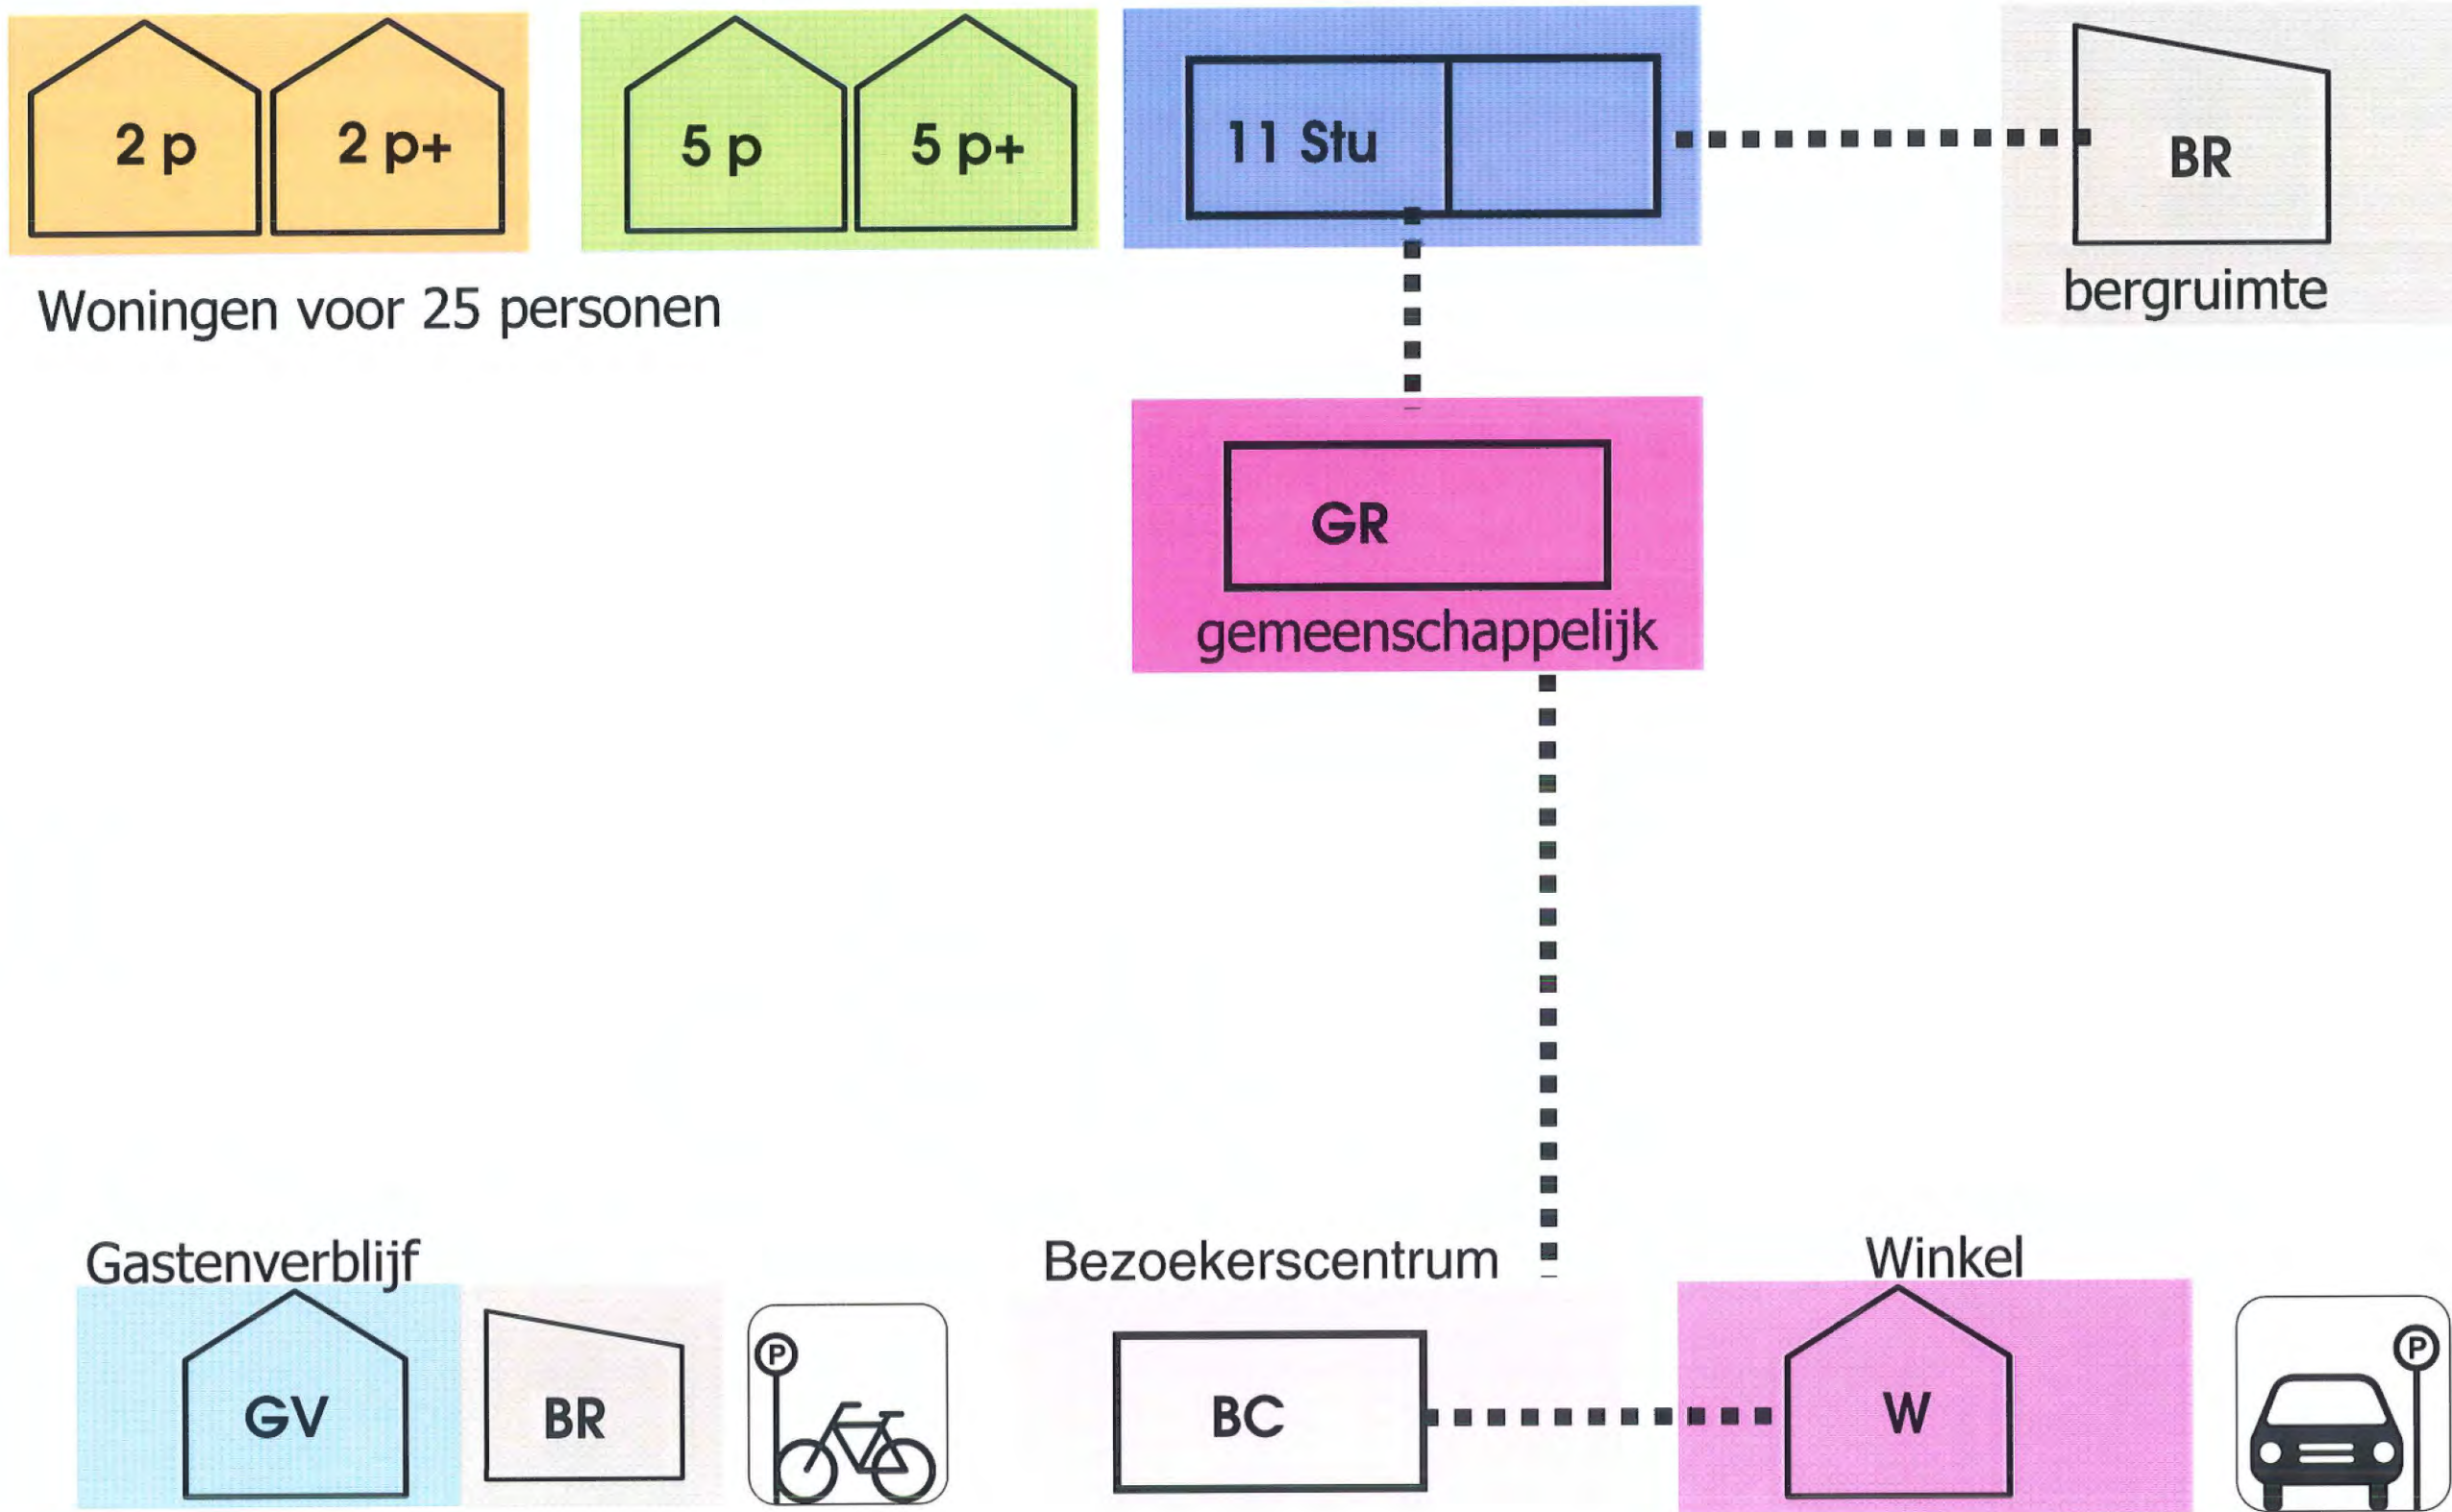 2 p
2 p+
5 p
5 p+
11 Stu
BR
Woningen voor 25 personen
bergruimte
GR
gemeenschappelijk
Gastenverblijf
Bezoekerscentrum
Winkel
GV
BR
P
BC
W
P